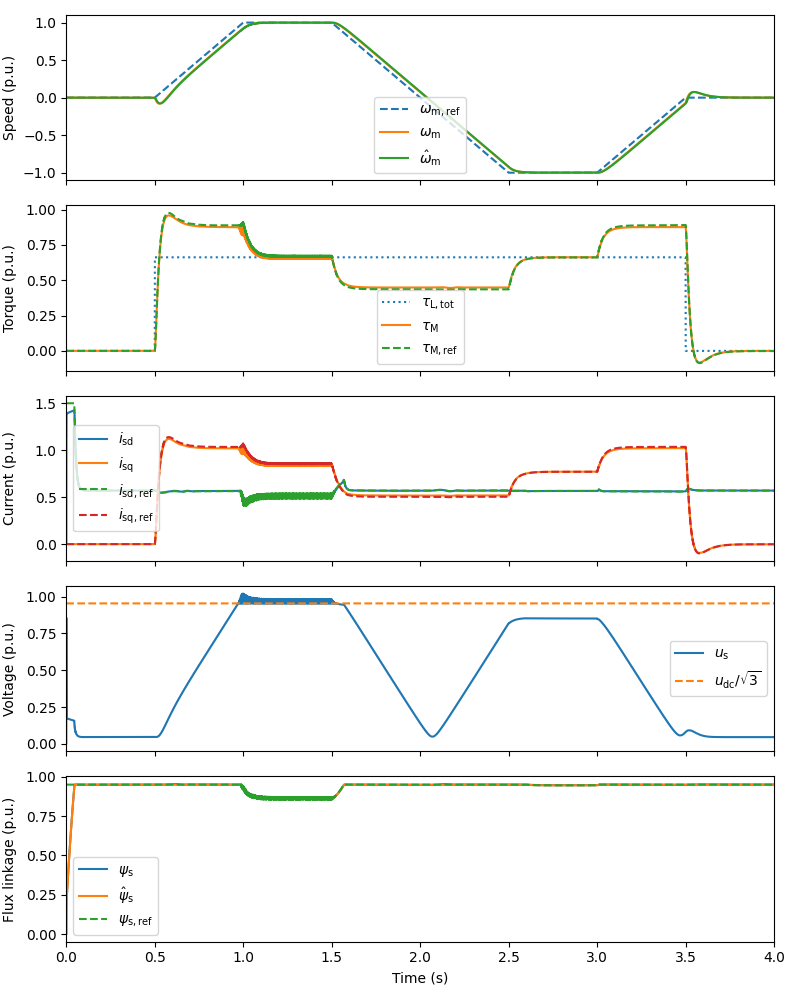 1.0
0.5
0.0
−0.5
−1.0
Speed (p.u.)
ω_m,ref
ω_m
ω̂_m
1.00
0.75
0.50
0.25
0.00
Torque (p.u.)
τ_L,tot
τ_M
τ_M,ref
1.5
1.0
0.5
0.0
Current (p.u.)
i_sd
i_sq
i_sd,ref
i_sq,ref
1.00
0.75
0.50
0.25
0.00
Voltage (p.u.)
u_s
u_dc/√3
1.00
0.75
0.50
0.25
0.00
Flux linkage (p.u.)
ψ_s
ψ̂_s
ψ_s,ref
0.0 0.5 1.0 1.5 2.0 2.5 3.0 3.5 4.0
Time (s)